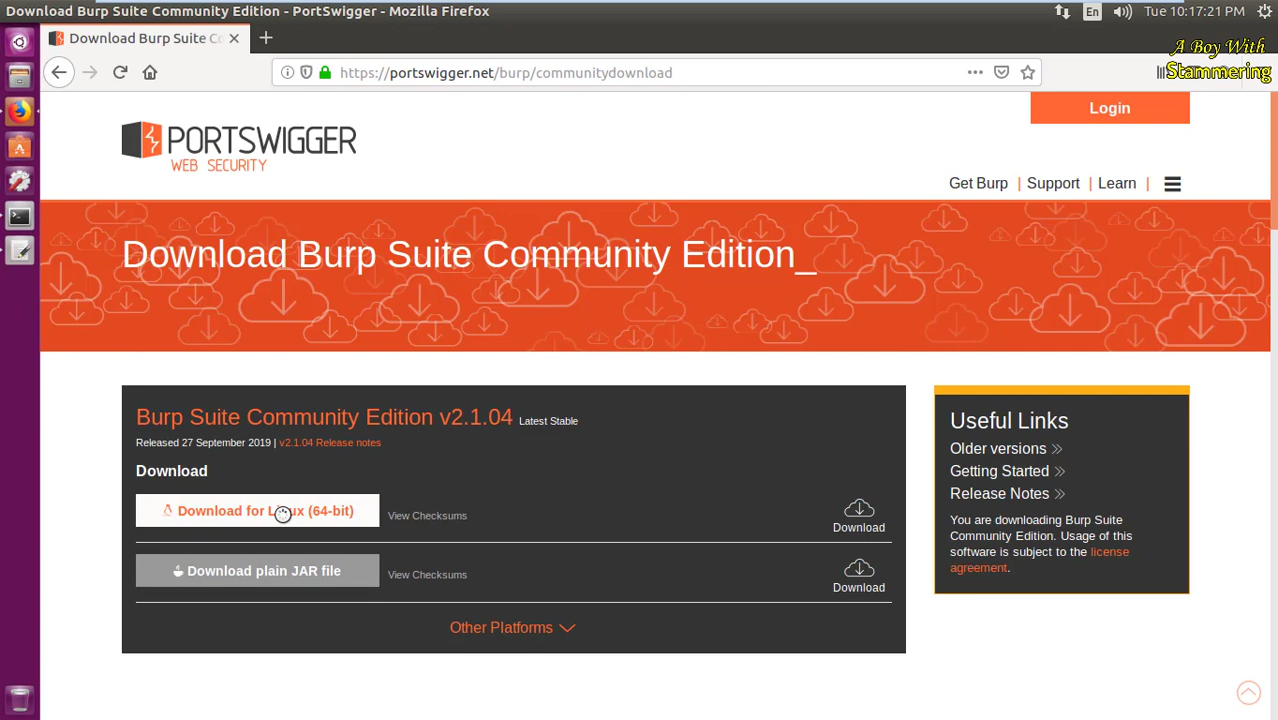 Download Burp Suite Community Edition - PortSwigger - Mozilla Firefox
En
Tue 10:17:21 PM
Download Burp Suite Co
A Boy With
Stammering
https://portswigger.net/burp/communitydownload
Login
PORTSWIGGER
WEB SECURITY
Get Burp | Support | Learn |
Download Burp Suite Community Edition_
Burp Suite Community Edition v2.1.04 Latest Stable
Released 27 September 2019 | v2.1.04 Release notes
Download
Download for Linux (64-bit)
View Checksums
Download
Download plain JAR file
View Checksums
Download
Other Platforms
Useful Links
Older versions
Getting Started
Release Notes
You are downloading Burp Suite
Community Edition. Usage of this
software is subject to the license
agreement.